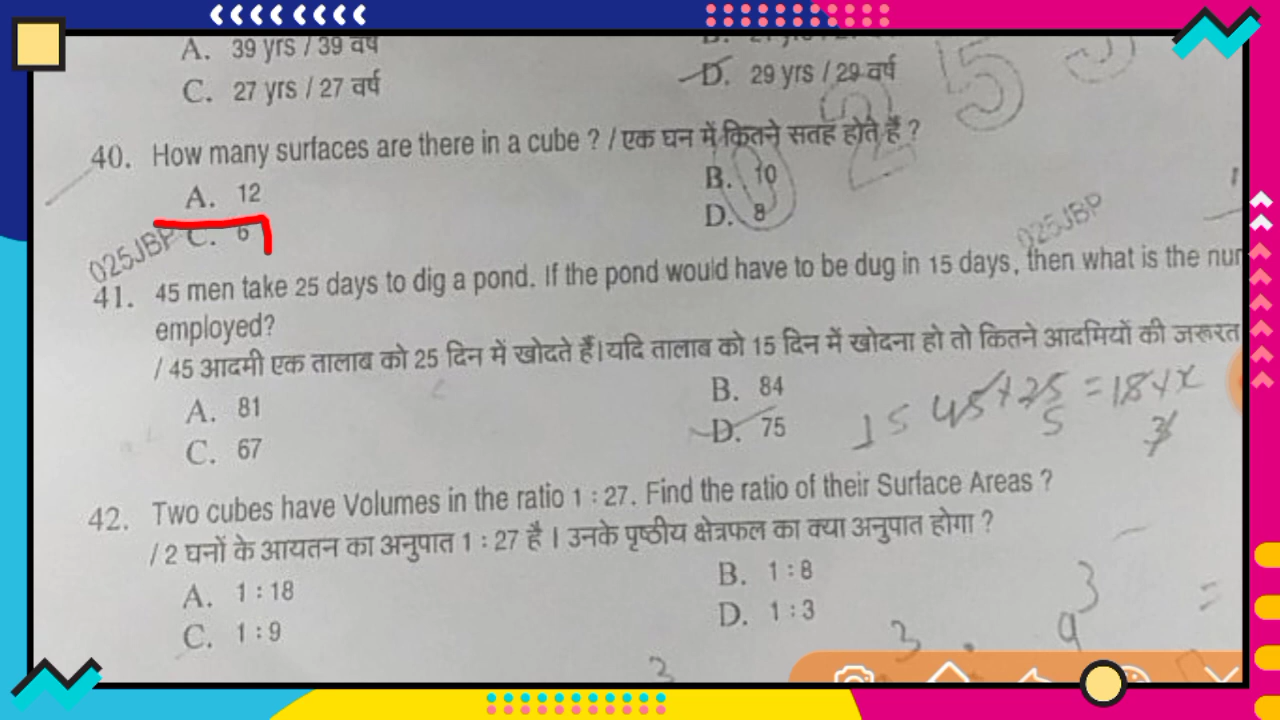 A. 39 yrs / 39 वर्ष
C. 27 yrs / 27 वर्ष
D. 29 yrs / 29 वर्ष
0 2 5
40. How many surfaces are there in a cube ? / एक घन में कितने सतह होते हैं ?
A. 12
B. 10
C. 6
D. 8
025JBP
025JBP
41. 45 men take 25 days to dig a pond. If the pond would have to be dug in 15 days, then what is the
employed?
/ 45 आदमी एक तालाब को 25 दिन में खोदते हैं।यदि तालाब को 15 दिन में खोदना हो तो कितने आदमियों की जरूरत
A. 81
B. 84
C. 67
D. 75
42. Two cubes have Volumes in the ratio 1 : 27. Find the ratio of their Surface Areas ?
/ 2 घनों के आयतन का अनुपात 1 : 27 है । उनके पृष्ठीय क्षेत्रफल का क्या अनुपात होगा ?
A. 1 : 18
B. 1 : 8
C. 1 : 9
D. 1 : 3